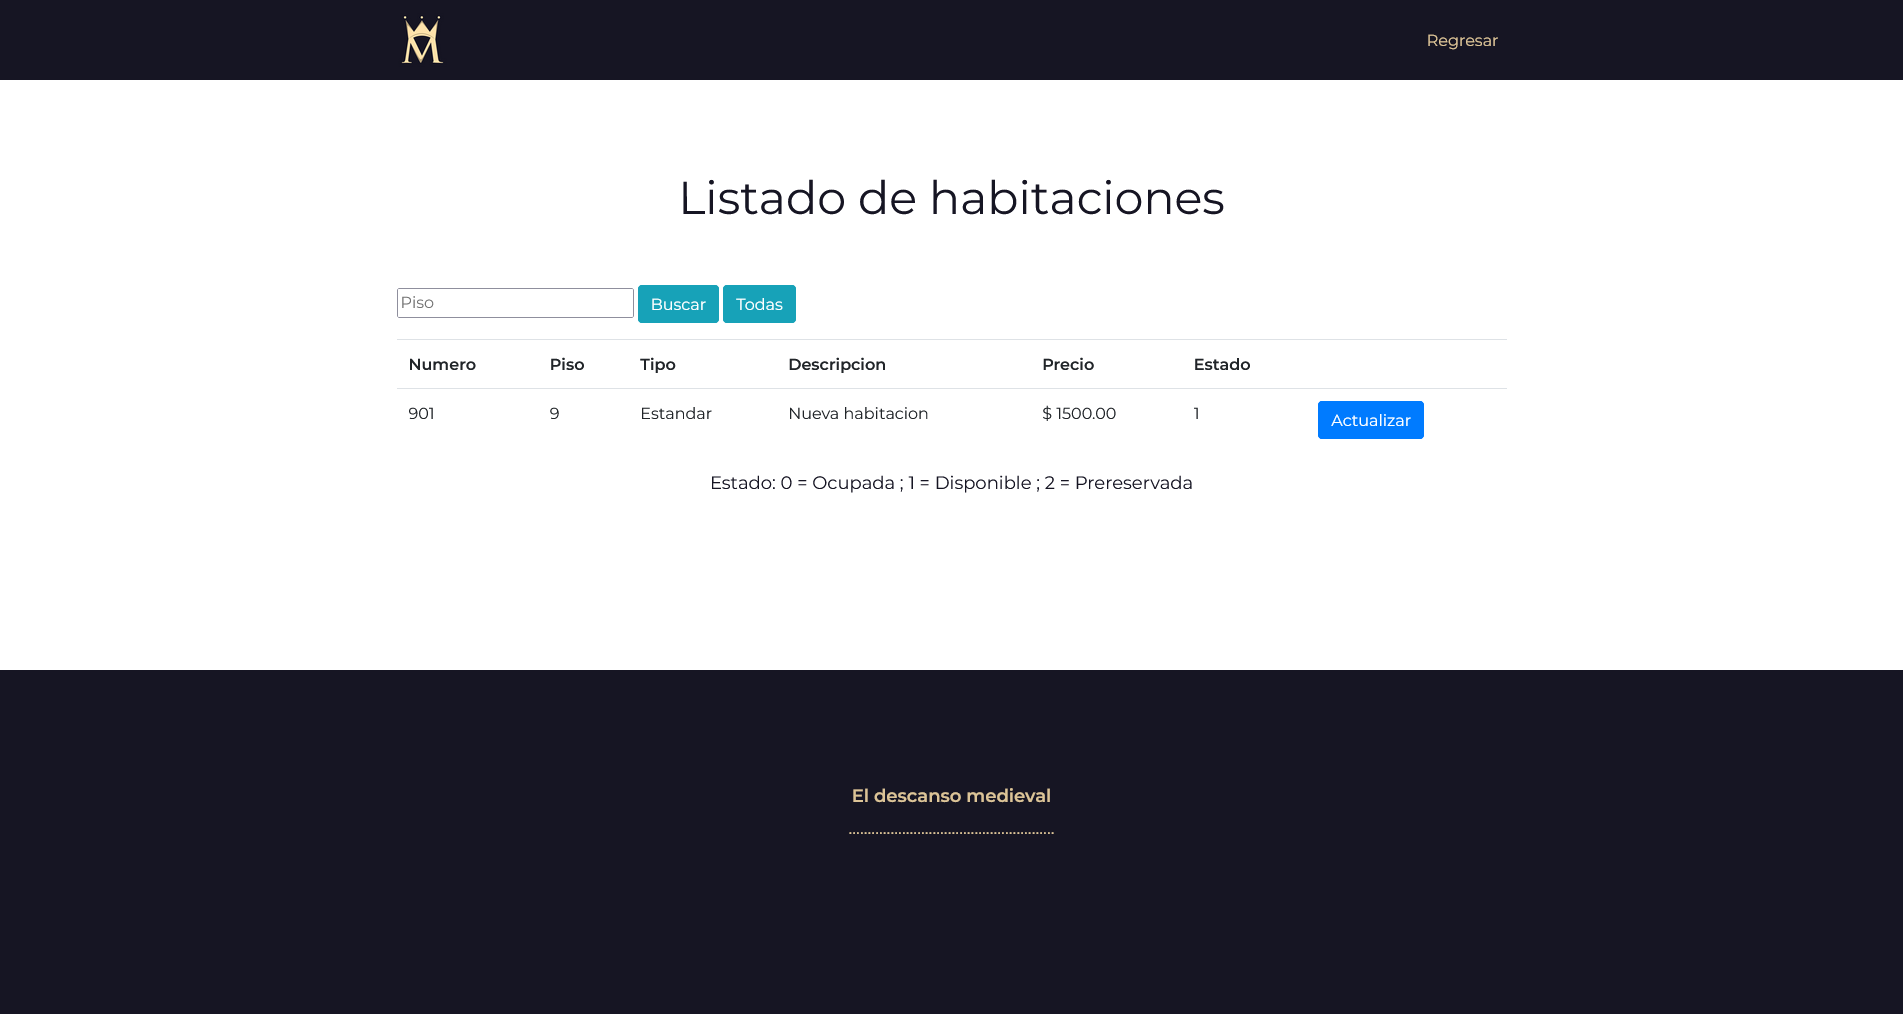 M
Regresar
Listado de habitaciones
Piso Buscar Todas
Numero Piso Tipo Descripcion Precio Estado
901 9 Estandar Nueva habitacion $ 1500.00 1 Actualizar
Estado: 0 = Ocupada ; 1 = Disponible ; 2 = Prereservada
El descanso medieval